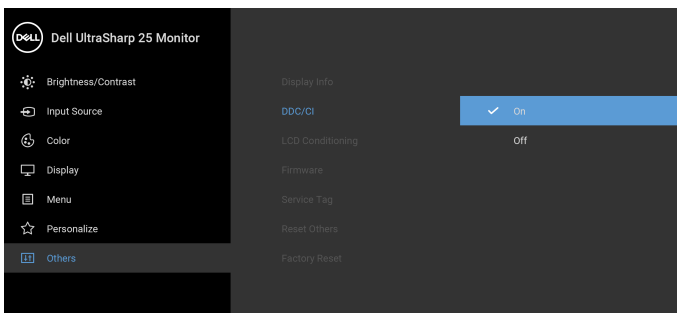 DELL Dell UltraSharp 25 Monitor
Brightness/Contrast
Display Info
Input Source
DDC/CI
On
Color
LCD Conditioning
Off
Display
Firmware
Menu
Service Tag
Personalize
Reset Others
Others
Factory Reset